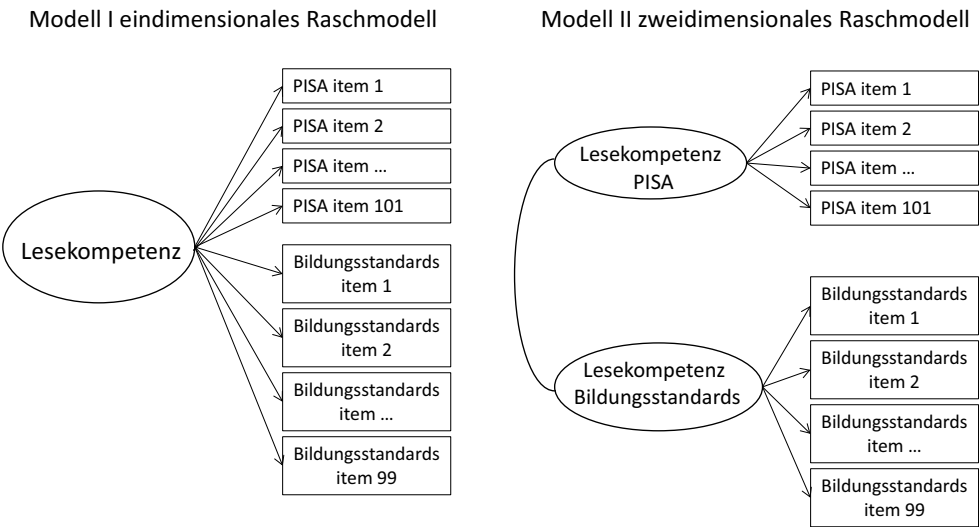 Modell I eindimensionales Raschmodell
PISA item 1
PISA item 2
PISA item ...
PISA item 101
Lesekompetenz
Bildungsstandards
item 1
Bildungsstandards
item 2
Bildungsstandards
item ...
Bildungsstandards
item 99
Modell II zweidimensionales Raschmodell
Lesekompetenz
PISA
PISA item 1
PISA item 2
PISA item ...
PISA item 101
Lesekompetenz
Bildungsstandards
Bildungsstandards
item 1
Bildungsstandards
item 2
Bildungsstandards
item ...
Bildungsstandards
item 99